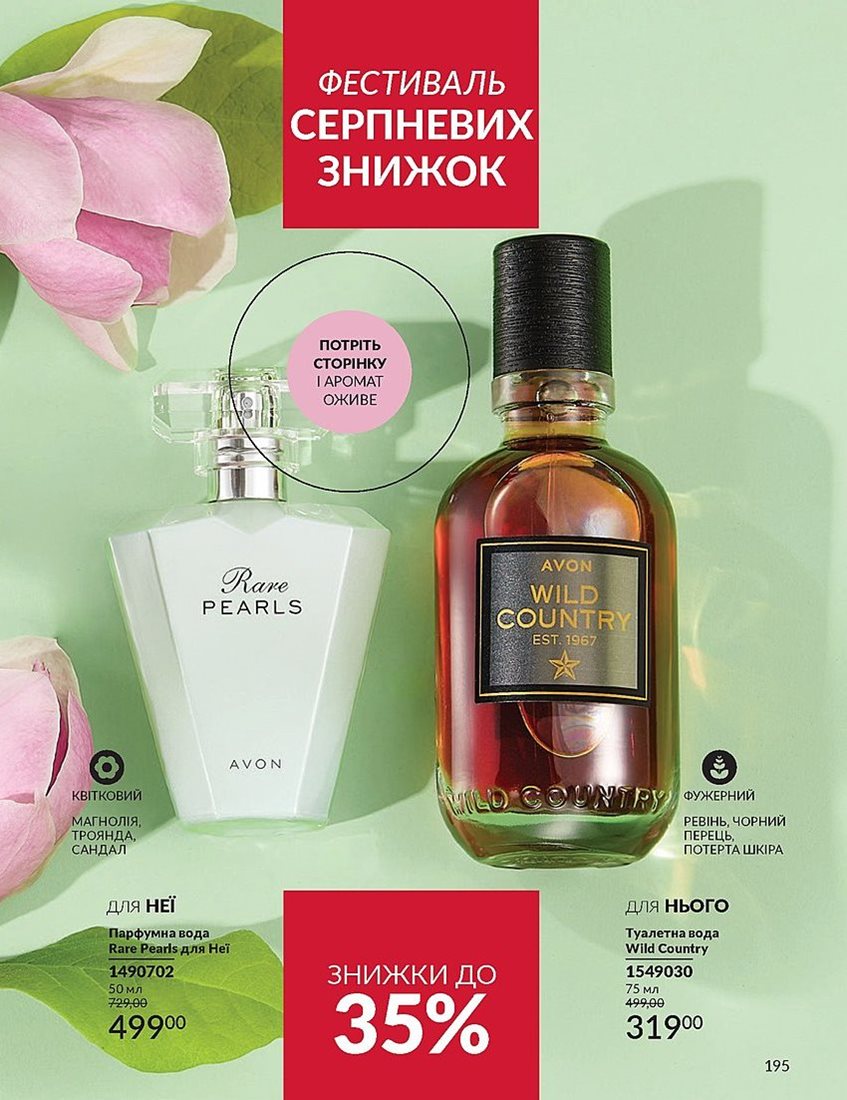 ФЕСТИВАЛЬ
СЕРПНЕВИХ
ЗНИЖОК
ПОТРІТЬ
СТОРІНКУ
І АРОМАТ
ОЖИВЕ
Rare
PEARLS
AVON
AVON
WILD
COUNTRY
EST. 1967
WILD COUNTRY
КВІТКОВИЙ
МАГНОЛІЯ,
ТРОЯНДА,
САНДАЛ
ФУЖЕРНИЙ
РЕВІНЬ, ЧОРНИЙ
ПЕРЕЦЬ,
ПОТЕРТА ШКІРА
ДЛЯ НЕЇ
Парфумна вода
Rare Pearls для Неї
1490702
50 мл
729,00
49900
ЗНИЖКИ ДО
35%
ДЛЯ НЬОГО
Туалетна вода
Wild Country
1549030
75 мл
499,00
31900
195